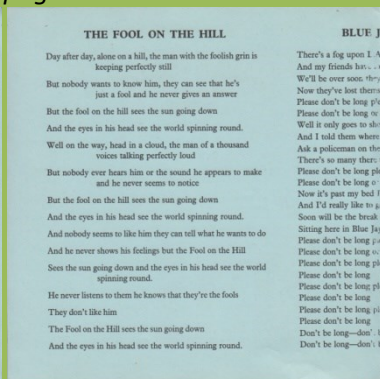 THE FOOL ON THE HILL
Day after day, alone on a hill, the man with the foolish grin is
keeping perfectly still
But nobody wants to know him, they can see that he's
just a fool and he never gives an answer
But the fool on the hill sees the sun going down
And the eyes in his head see the world spinning round.
Well on the way, head in a cloud, the man of a thousand
voices talking perfectly loud
But nobody ever hears him or the sound he appears to make
and he never seems to notice
But the fool on the hill sees the sun going down
And the eyes in his head see the world spinning round.
And nobody seems to like him they can tell what he wants to do
And he never shows his feelings but the Fool on the Hill
Sees the sun going down and the eyes in his head see the world
spinning round.
He never listens to them he knows that they're the fools
They don't like him
The Fool on the Hill sees the sun going down
And the eyes in his head see the world spinning round.
BLUE J
There's a fog upon L
And my friends
We'll be over soon
Now they've lost
Please don't be long
Please don't be long
Well it only goes to
And I told them where
Ask a policeman on the
There's so many
Please don't be long
Please don't be long
Now it's past my bed
And I'd really like to
Soon will be the break
Sitting here in Blue Jay
Please don't be long
Please don't be long
Please don't be long
Please don't be long
Please don't be long
Please don't be long
Please don't be long
Please don't be long
Please don't be long
Don't be long—don'
Don't be long—don'